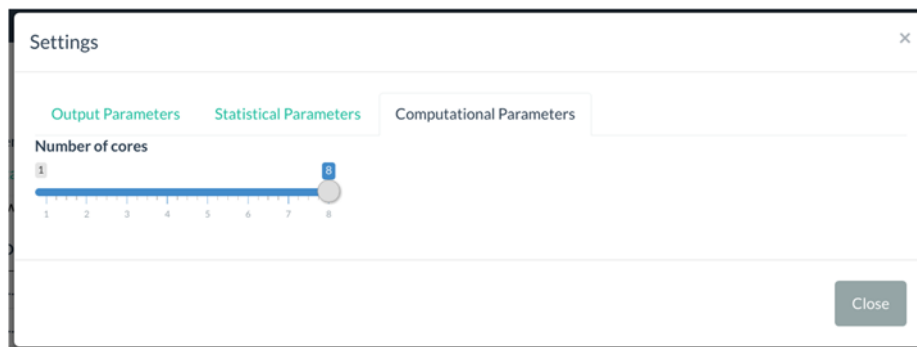 Settings
×
Output Parameters Statistical Parameters Computational Parameters
Number of cores
1 8
1 2 3 4 5 6 7 8
Close